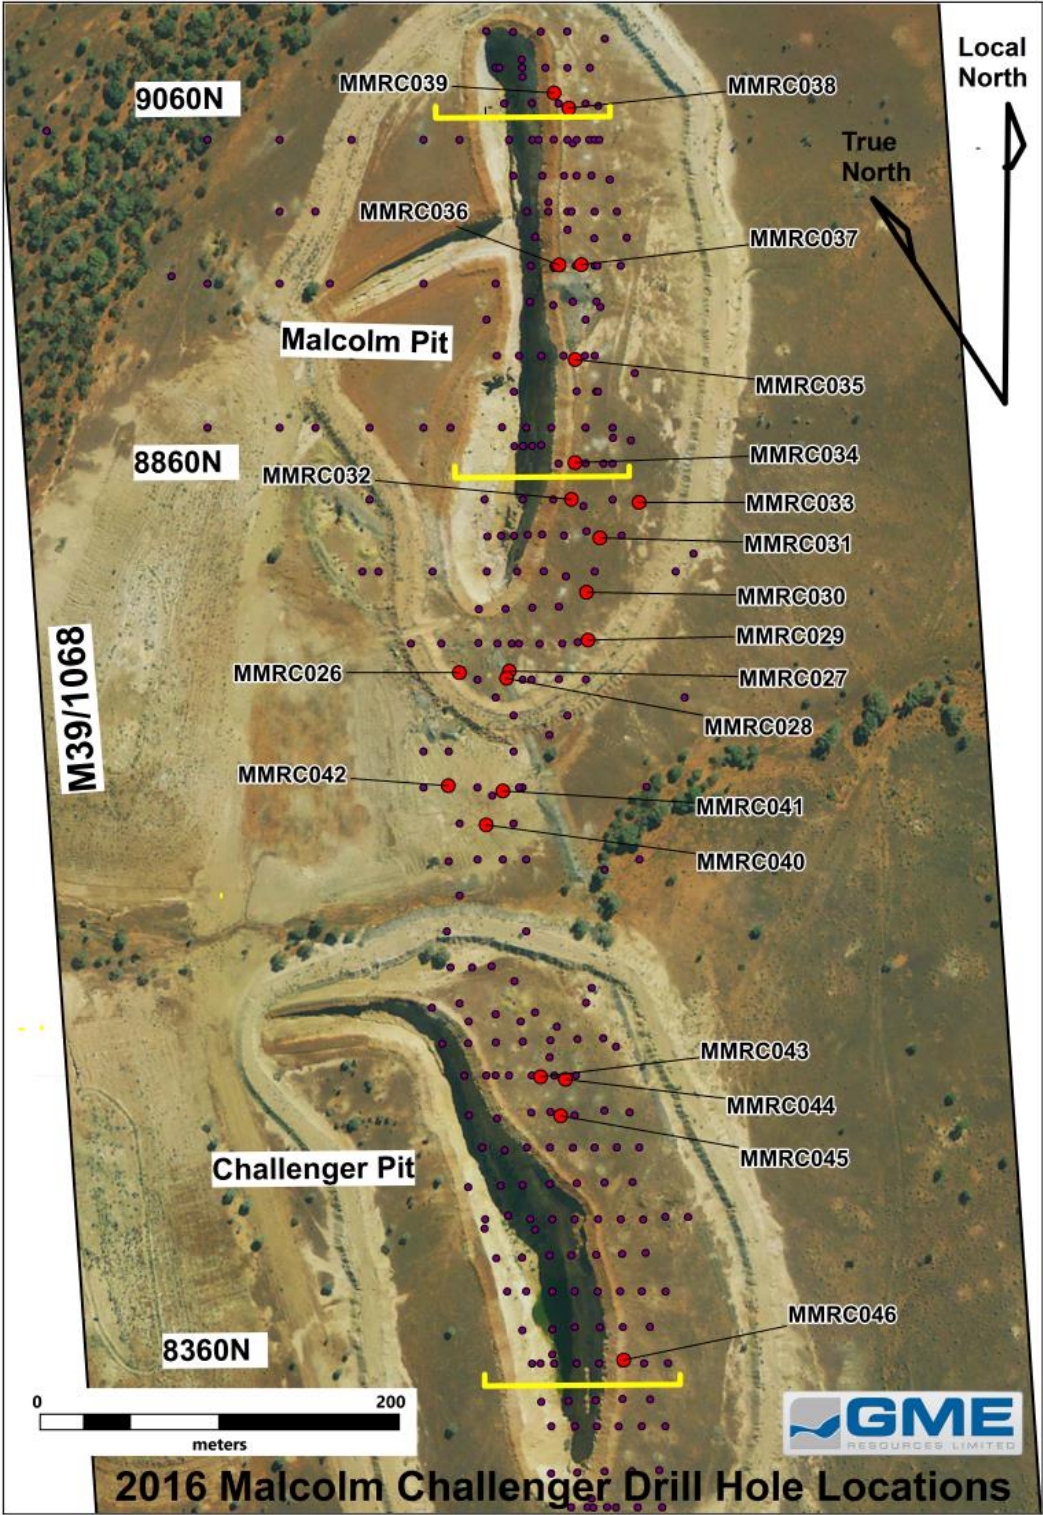 Local
North
True
North
MMRC039
MMRC038
9060N
MMRC036
MMRC037
Malcolm Pit
MMRC035
8860N
MMRC034
MMRC032
MMRC033
MMRC031
MMRC030
MMRC029
M39/1068
MMRC026
MMRC027
MMRC028
MMRC042
MMRC041
MMRC040
MMRC043
MMRC044
MMRC045
Challenger Pit
MMRC046
8360N
0 200
meters
GME
RESOURCES LIMITED
2016 Malcolm Challenger Drill Hole Locations